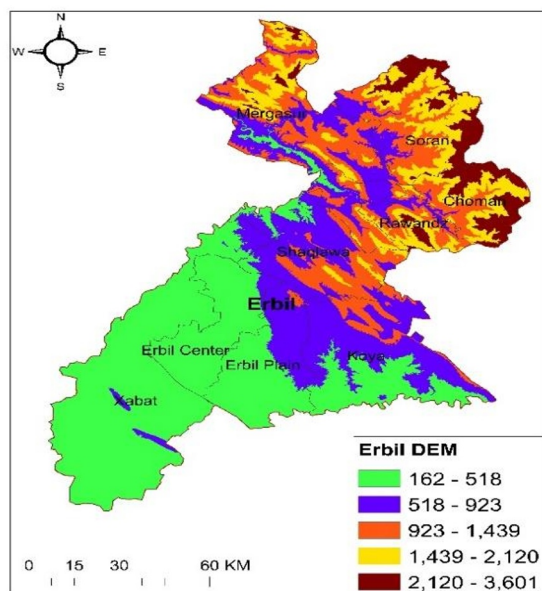 N
W E
S
Mergasur
Soran
Choman
Rawandz
Shaqlawa
Erbil
Erbil Center
Erbil Plain
Koya
Xabat
Erbil DEM
162 - 518
518 - 923
923 - 1,439
1,439 - 2,120
2,120 - 3,601
0 15 30 60 KM